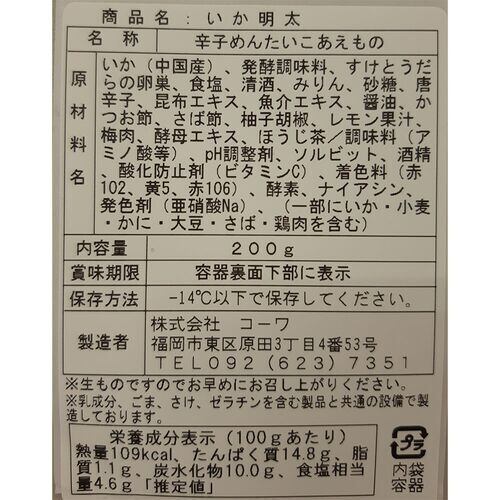 商品名：いか明太
名称 辛子めんたいこあえもの
原材料名 いか（中国産）、発酵調味料、すけとうだ
らの卵巣、食塩、清酒、みりん、砂糖、唐
辛子、昆布エキス、魚介エキス、醤油、か
つお節、さば節、柚子胡椒、レモン果汁、
梅肉、酵母エキス、ほうじ茶／調味料（ア
ミノ酸等）、pH調整剤、ソルビット、酒精
、酸化防止剤（ビタミンC）、着色料（赤
102、黄5、赤106）、酵素、ナイアシン、
発色剤（亜硝酸Na）、（一部にいか・小麦
・かに・大豆・さば・鶏肉を含む）
内容量 200g
賞味期限 容器裏面下部に表示
保存方法 -14℃以下で保存してください。
製造者 株式会社 コーワ
福岡市東区原田3丁目4番53号
TEL092（623）7351
※生ものですのでお早めにお召し上がりください。
※乳成分、ごま、さけ、ゼラチンを含む製品と共通の設備で製
造しております。
栄養成分表示（100gあたり）
熱量109kcal、たんぱく質14.8g、脂
質1.1g、炭水化物10.0g、食塩相当
量4.6g「推定値」
プラ
内袋
容器